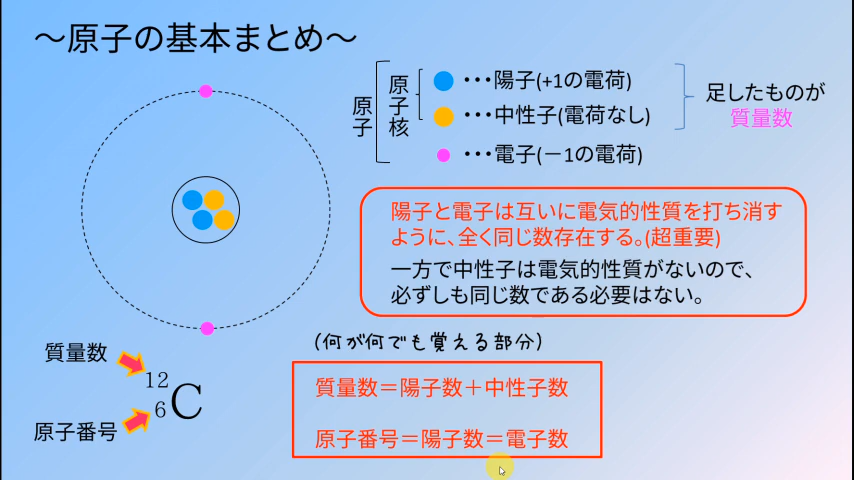 ～原子の基本まとめ～
原子
原子核
･･･陽子(+1の電荷)
･･･中性子(電荷なし)
･･･電子(－1の電荷)
足したものが
質量数
陽子と電子は互いに電気的性質を打ち消す
ように、全く同じ数存在する。(超重要)
一方で中性子は電気的性質がないので、
必ずしも同じ数である必要はない。
(何が何でも覚える部分)
質量数＝陽子数＋中性子数
原子番号＝陽子数＝電子数
質量数
12
6
C
原子番号